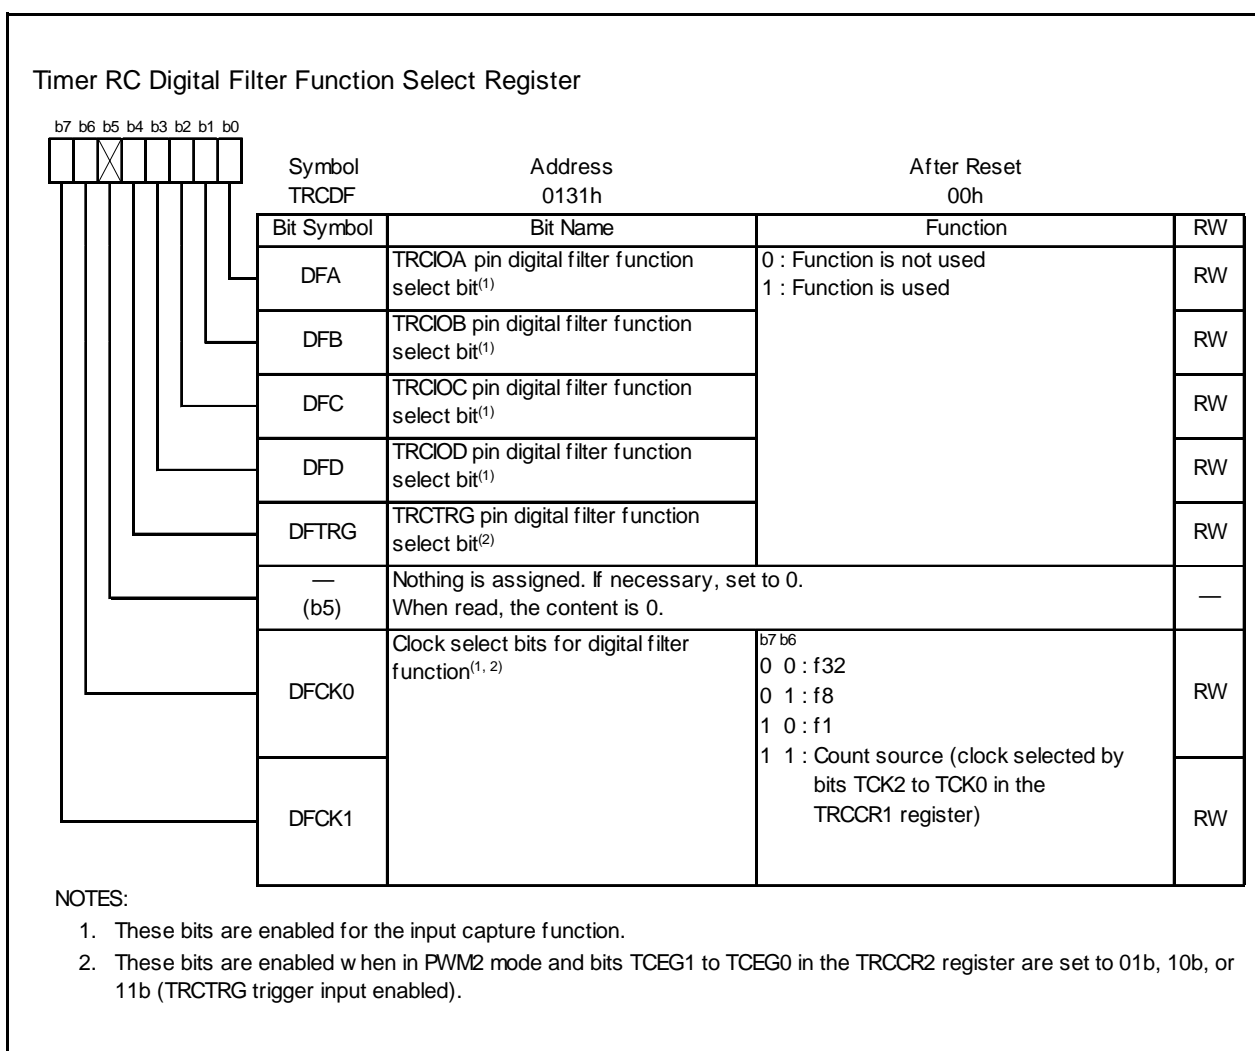 Timer RC Digital Filter Function Select Register
b7 b6 b5 b4 b3 b2 b1 b0
Symbol Address After Reset
TRCDF 0131h 00h
Bit Symbol Bit Name Function RW
DFA TRCIOA pin digital filter function select bit(1) 0 : Function is not used RW
1 : Function is used
DFB TRCIOB pin digital filter function select bit(1) RW
DFC TRCIOC pin digital filter function select bit(1) RW
DFD TRCIOD pin digital filter function select bit(1) RW
DFTRG TRCTRG pin digital filter function select bit(2) RW
— (b5) Nothing is assigned. If necessary, set to 0. —
When read, the content is 0.
DFCK0 Clock select bits for digital filter function(1, 2) b7 b6 RW
0 0 : f32
0 1 : f8
1 0 : f1
1 1 : Count source (clock selected by
bits TCK2 to TCK0 in the
TRCCR1 register)
DFCK1 RW
NOTES:
1. These bits are enabled for the input capture function.
2. These bits are enabled when in PWM2 mode and bits TCEG1 to TCEG0 in the TRCCR2 register are set to 01b, 10b, or
11b (TRCTRG trigger input enabled).